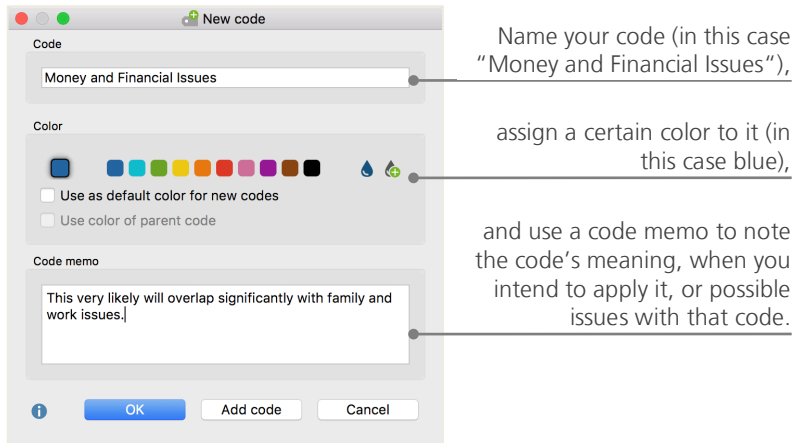 New code
Code
Money and Financial Issues
Name your code (in this case
“Money and Financial Issues“),
Color
assign a certain color to it (in
this case blue),
Use as default color for new codes
Use color of parent code
Code memo
This very likely will overlap significantly with family and
work issues.
and use a code memo to note
the code’s meaning, when you
intend to apply it, or possible
issues with that code.
OK
Add code
Cancel